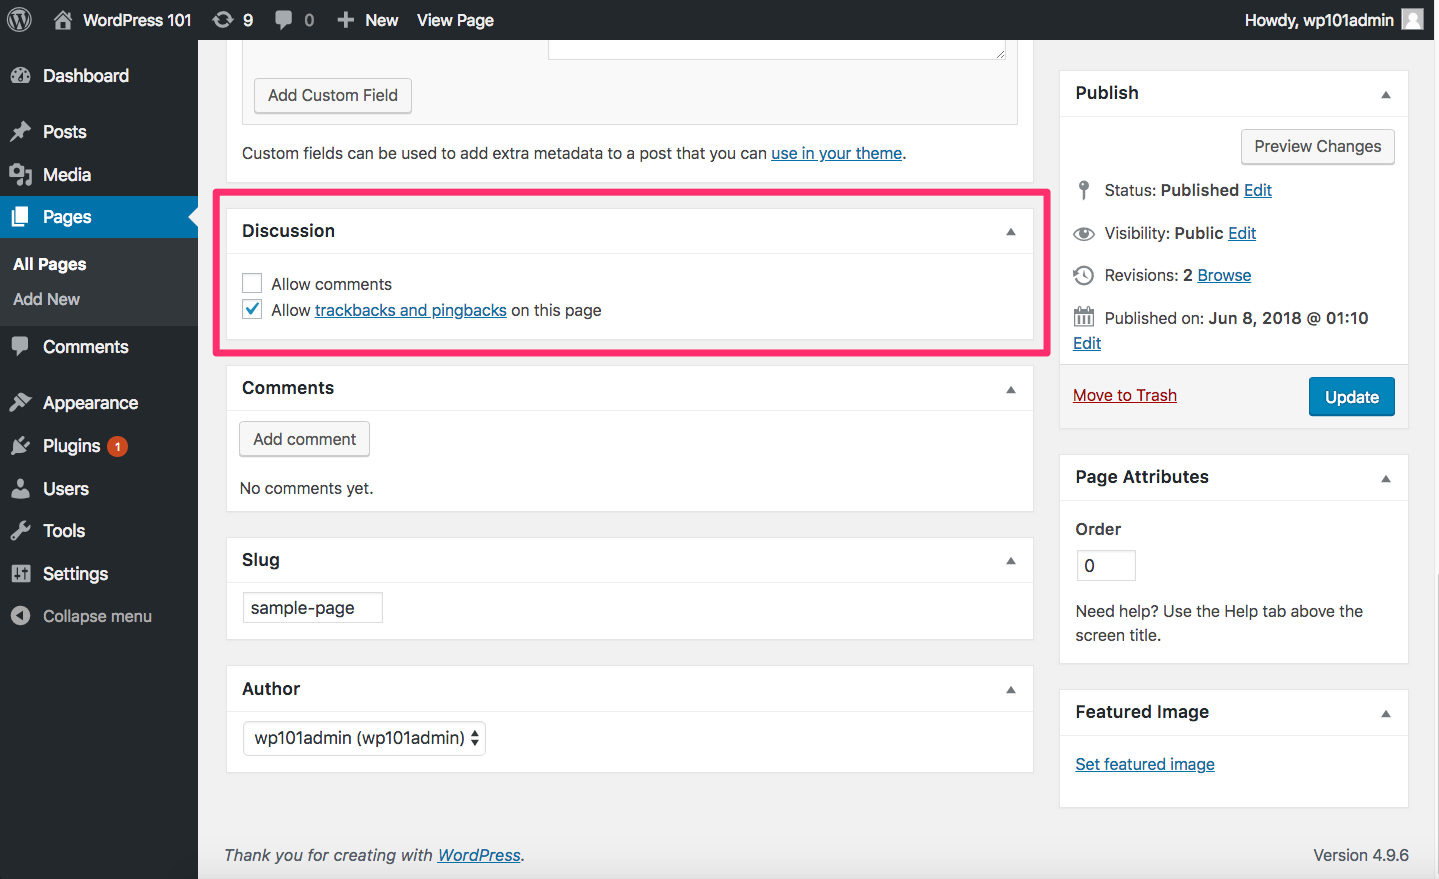 WordPress 101 9 0 New View Page Howdy, wp101admin
Dashboard
Posts
Media
Pages
All Pages
Add New
Comments
Appearance
Plugins 1
Users
Tools
Settings
Collapse menu
Add Custom Field
Custom fields can be used to add extra metadata to a post that you can use in your theme.
Discussion
Allow comments
Allow trackbacks and pingbacks on this page
Comments
Add comment
No comments yet.
Slug
sample-page
Author
wp101admin (wp101admin)
Publish
Preview Changes
Status: Published Edit
Visibility: Public Edit
Revisions: 2 Browse
Published on: Jun 8, 2018 @ 01:10
Edit
Move to Trash Update
Page Attributes
Order
0
Need help? Use the Help tab above the
screen title.
Featured Image
Set featured image
Thank you for creating with WordPress.
Version 4.9.6